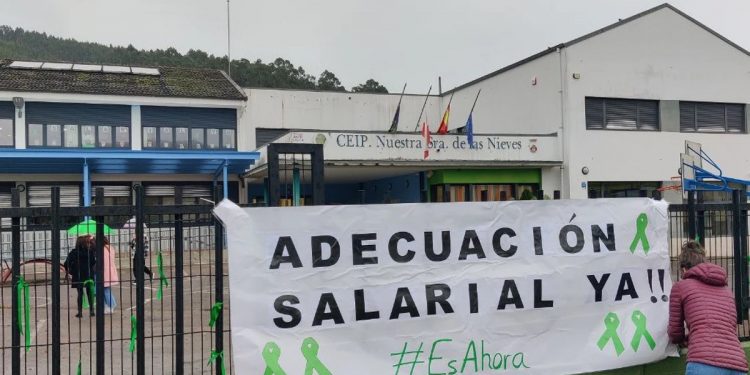 CEIP. Nuestra Sra. de las Nieves
ADECUACIÓN
SALARIAL YA!!
#EsAhora